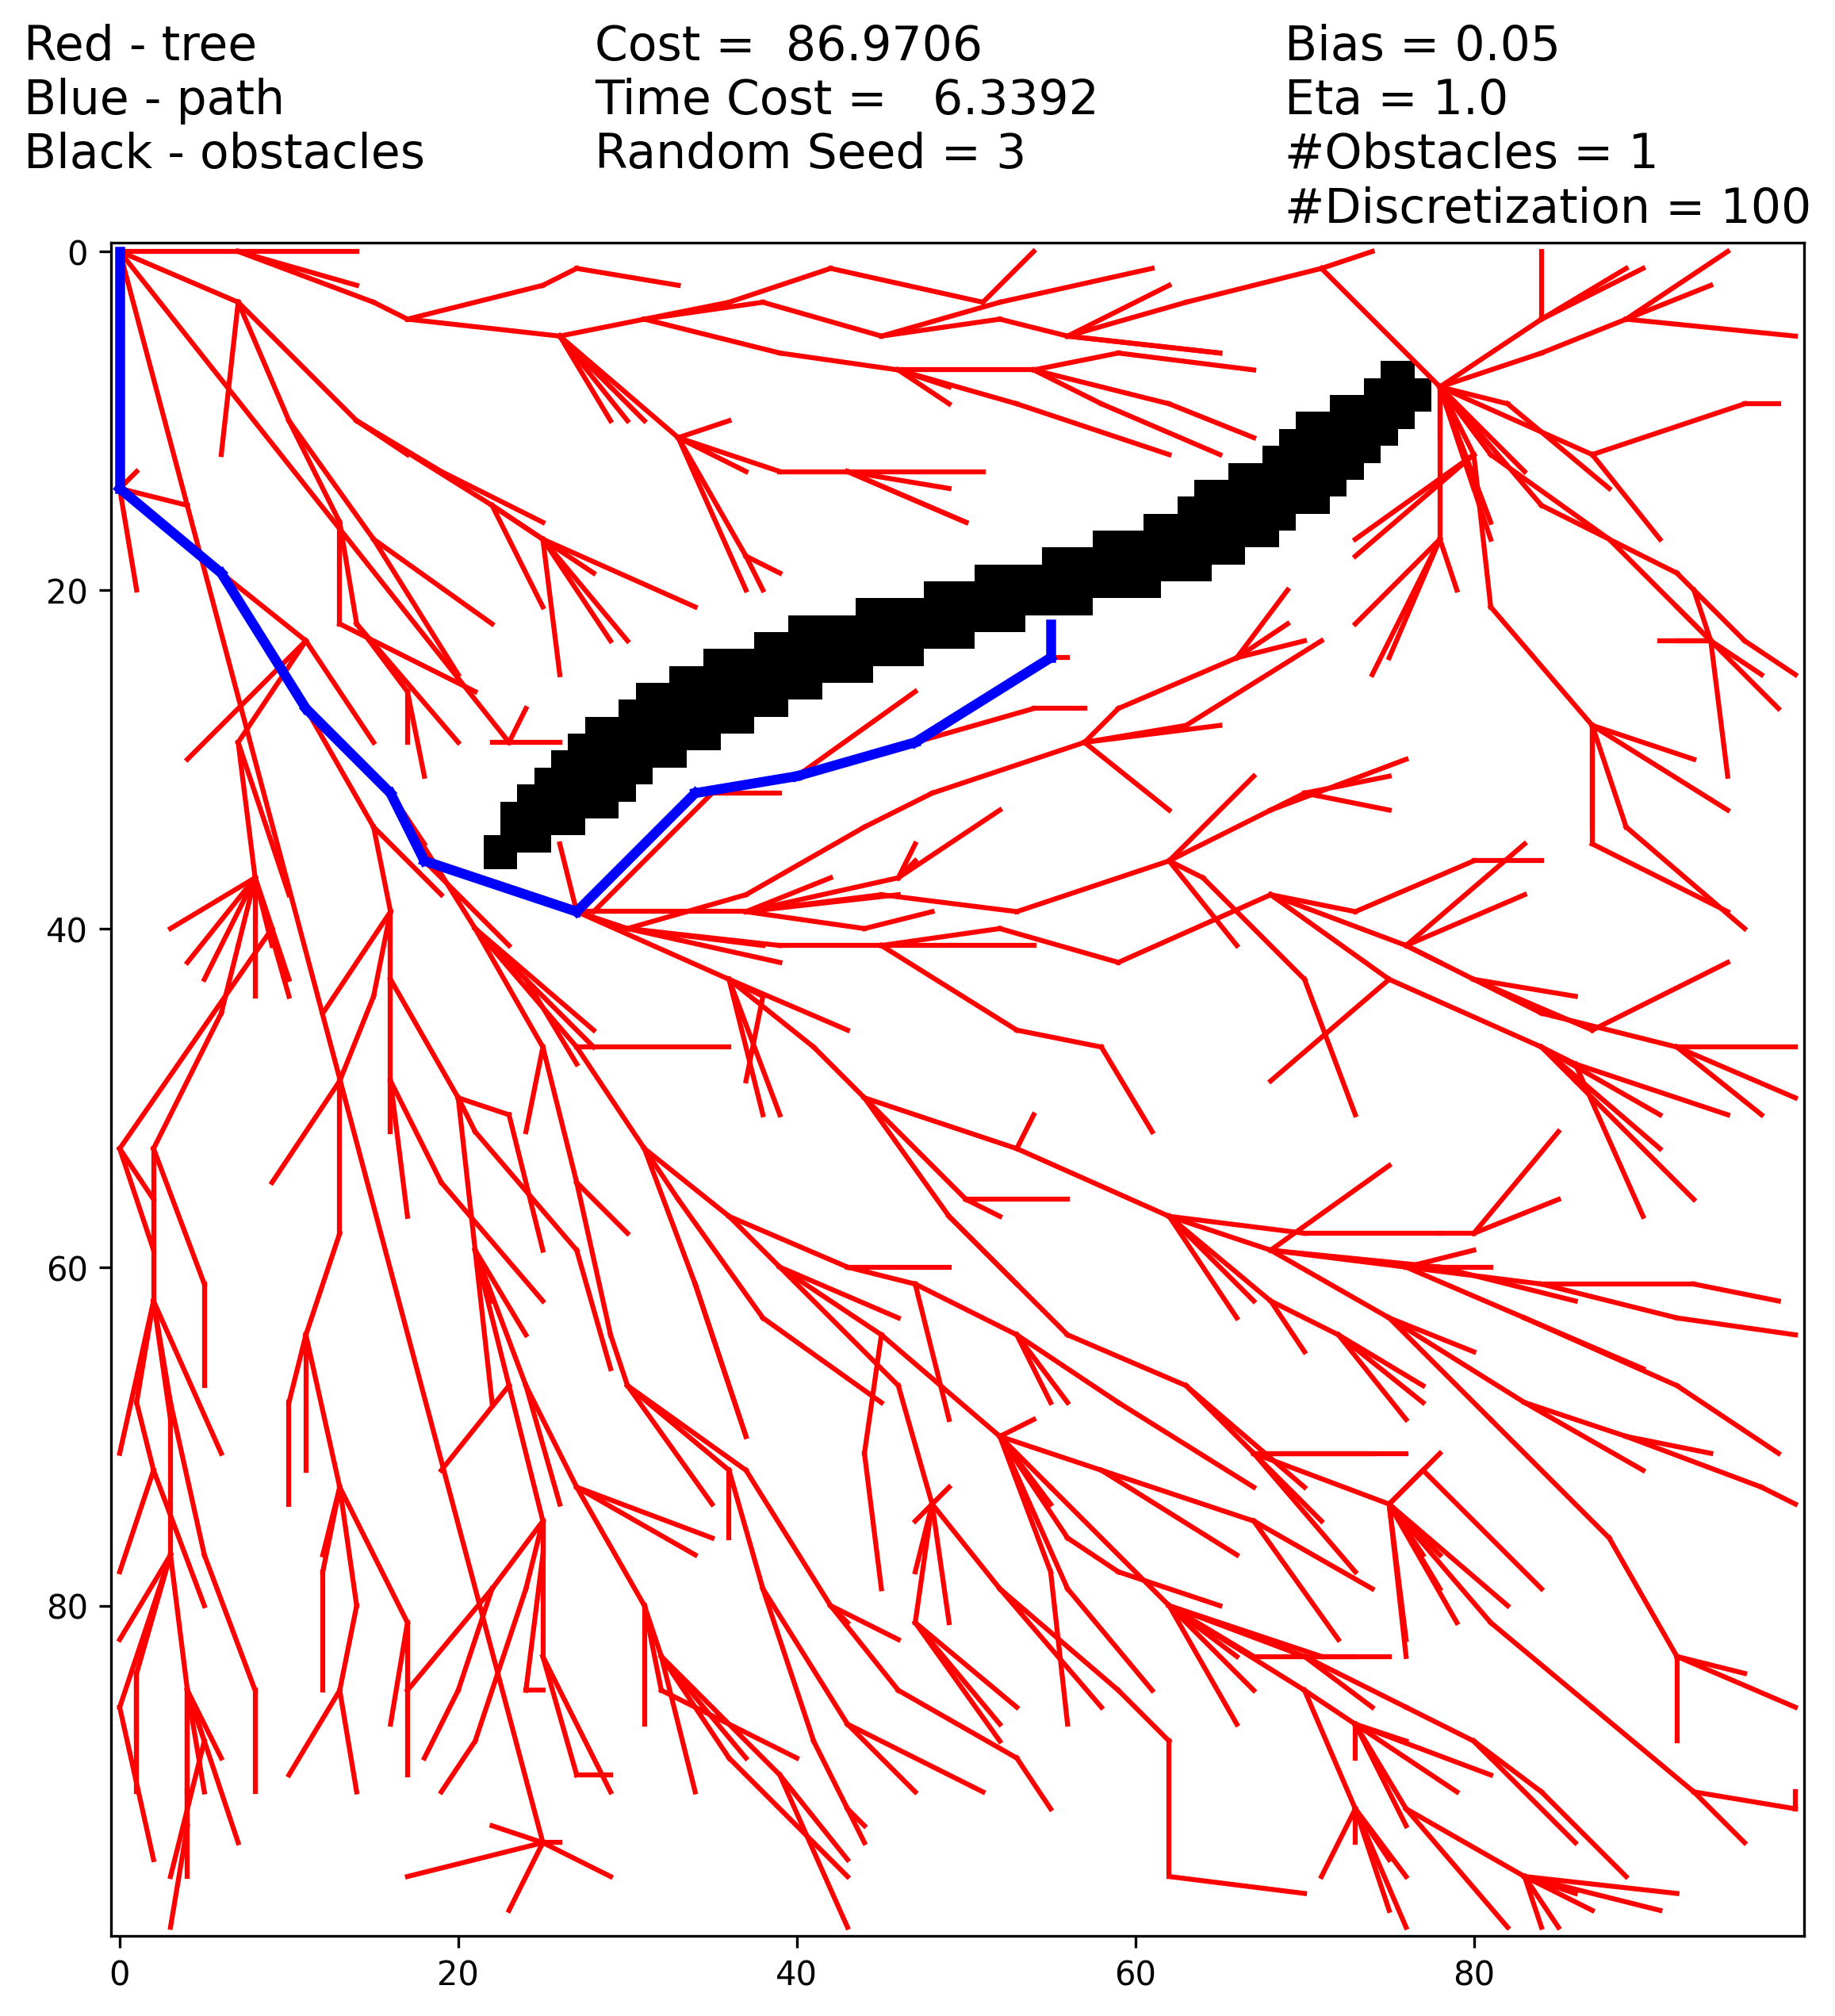 Red - tree
Blue - path
Black - obstacles
Cost =  86.9706
Time Cost =   6.3392
Random Seed = 3
Bias = 0.05
Eta = 1.0
#Obstacles = 1
#Discretization = 100
0
20
40
60
80
0 20 40 60 80